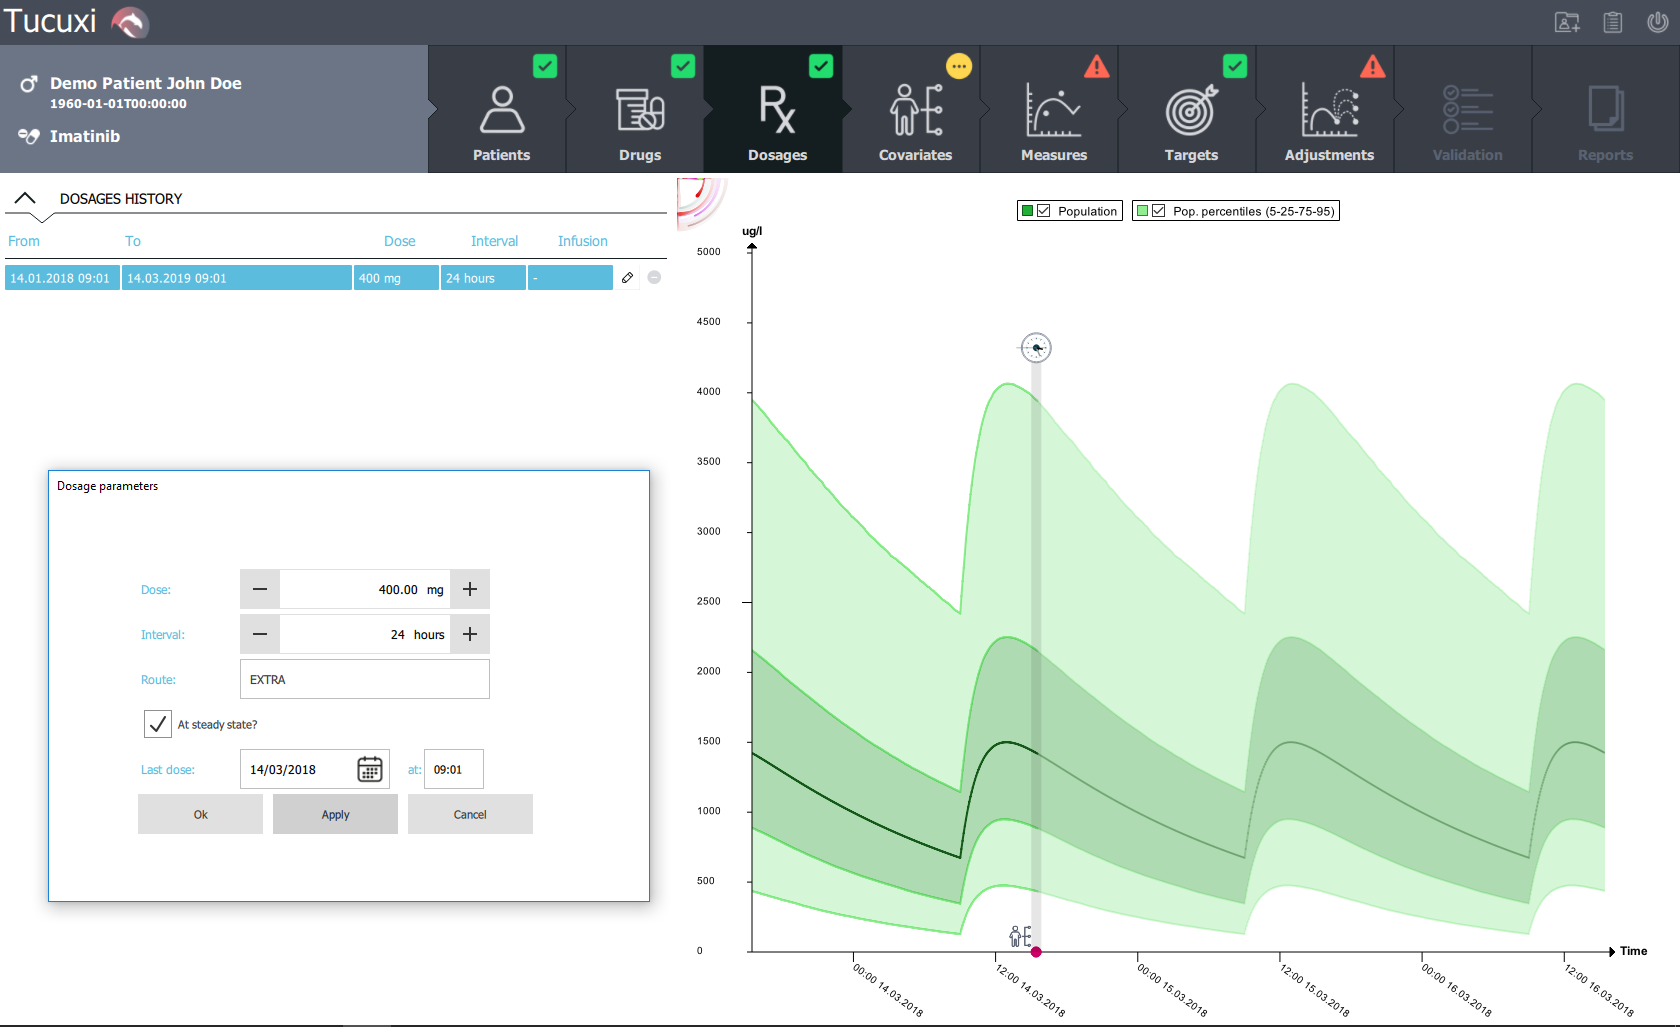 Tucuxi
Demo Patient John Doe
1960-01-01T00:00:00
Imatinib
Patients
Drugs
Rx
Dosages
Covariates
Measures
Targets
Adjustments
Validation
Reports
DOSAGES HISTORY
From To Dose Interval Infusion
14.01.2018 09:01 14.03.2019 09:01 400 mg 24 hours -
Dosage parameters
Dose: 400.00 mg
Interval: 24 hours
Route: EXTRA
At steady state?
Last dose: 14/03/2018 at: 09:01
Ok Apply Cancel
Population Pop. percentiles (5-25-75-95)
ug/l
5000
4500
4000
3500
3000
2500
2000
1500
1000
500
0
Time
00:00 14.03.2018
12:00 14.03.2018
00:00 15.03.2018
12:00 15.03.2018
00:00 16.03.2018
12:00 16.03.2018